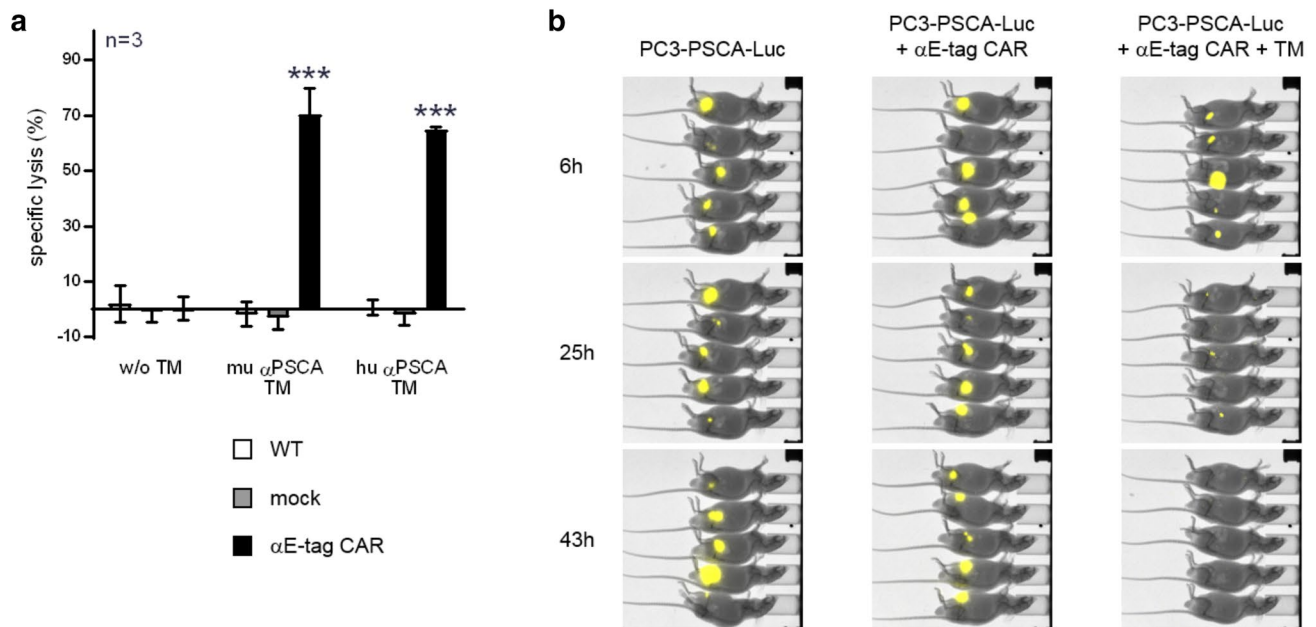 a
n=3
specific lysis (%)
90
70
50
30
10
-10
***
***
w/o TM
mu αPSCA
TM
hu αPSCA
TM
WT
mock
αE-tag CAR
b
PC3-PSCA-Luc
PC3-PSCA-Luc
+ αE-tag CAR
PC3-PSCA-Luc
+ αE-tag CAR + TM
6h
25h
43h